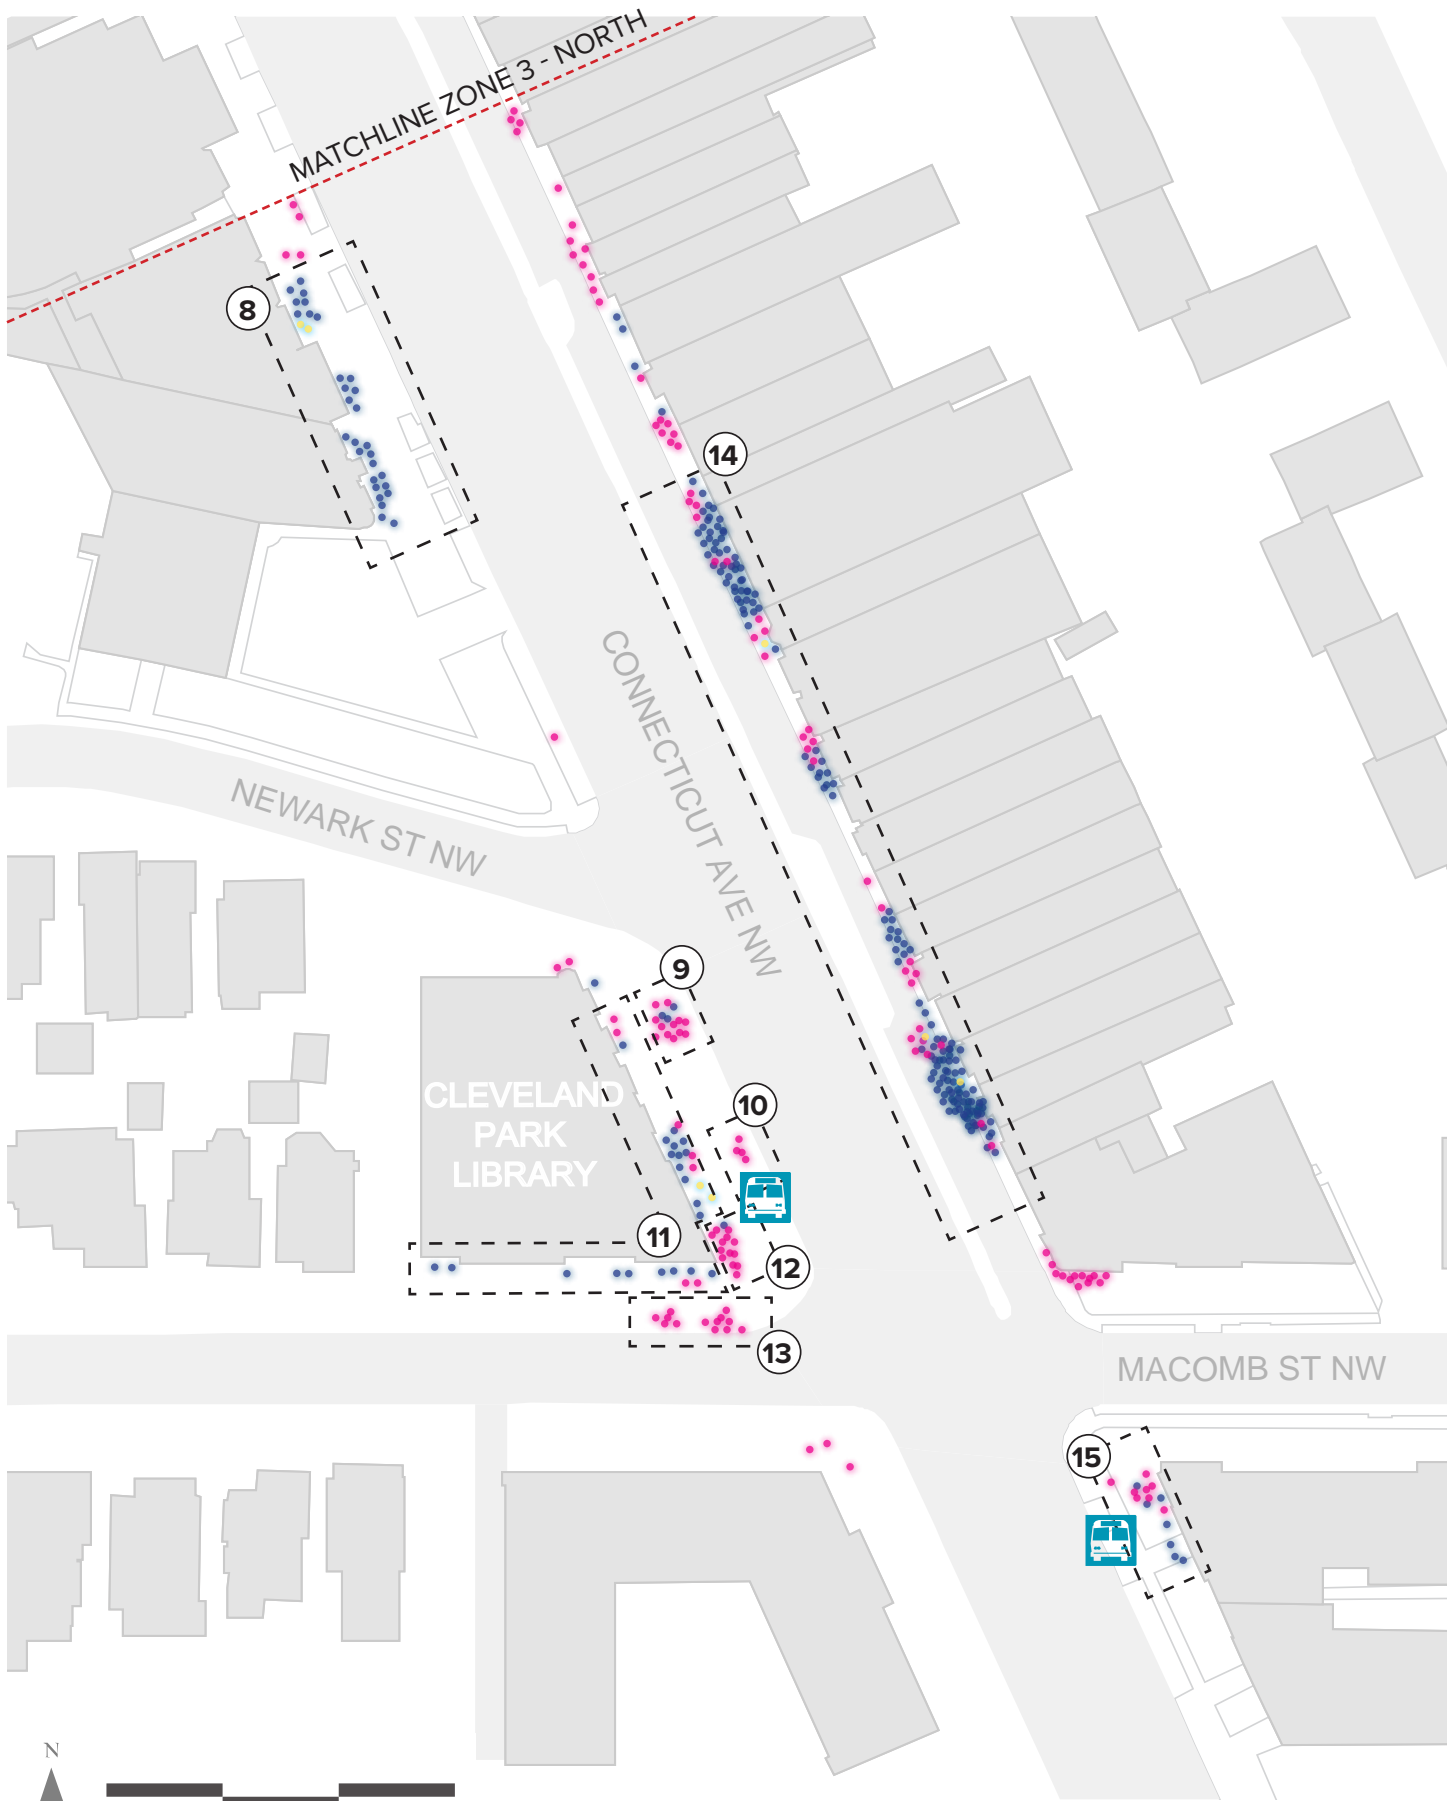 MATCHLINE ZONE 3 - NORTH
8
14
CONNECTICUT AVE NW
NEWARK ST NW
9
CLEVELAND
PARK
LIBRARY
10
11
12
13
MACOMB ST NW
15
N